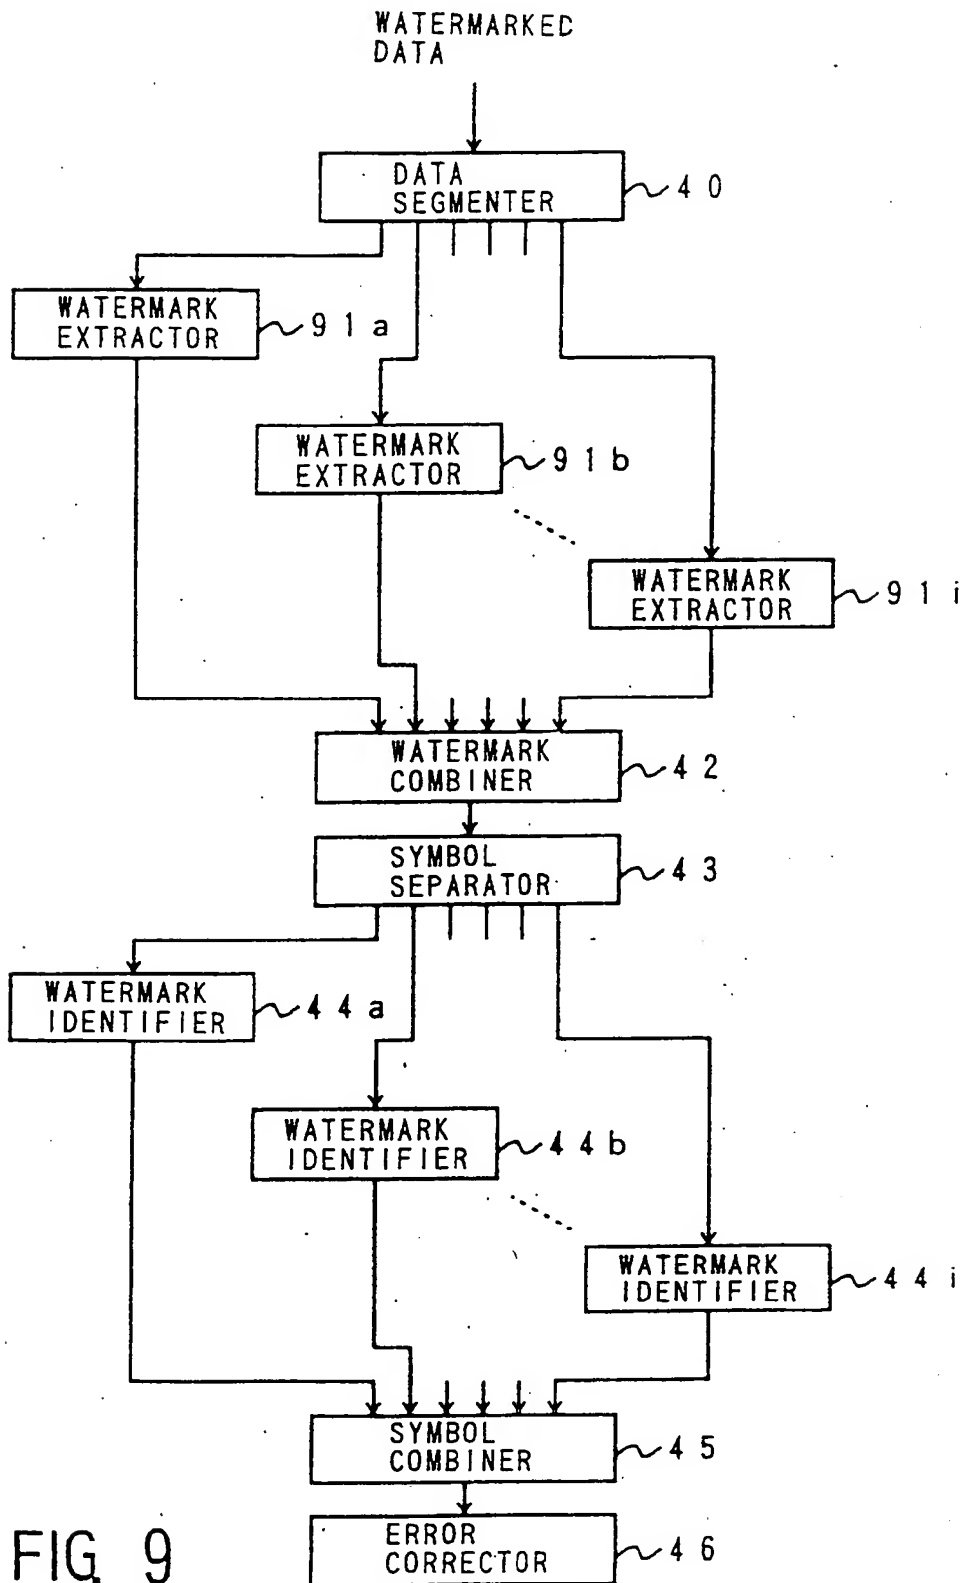 WATERMARKED
DATA
DATA
SEGMENTER
40
WATERMARK
EXTRACTOR
91a
WATERMARK
EXTRACTOR
91b
WATERMARK
EXTRACTOR
91i
WATERMARK
COMBINER
42
SYMBOL
SEPARATOR
43
WATERMARK
IDENTIFIER
44a
WATERMARK
IDENTIFIER
44b
WATERMARK
IDENTIFIER
44i
SYMBOL
COMBINER
45
ERROR
CORRECTOR
46
FIG. 9